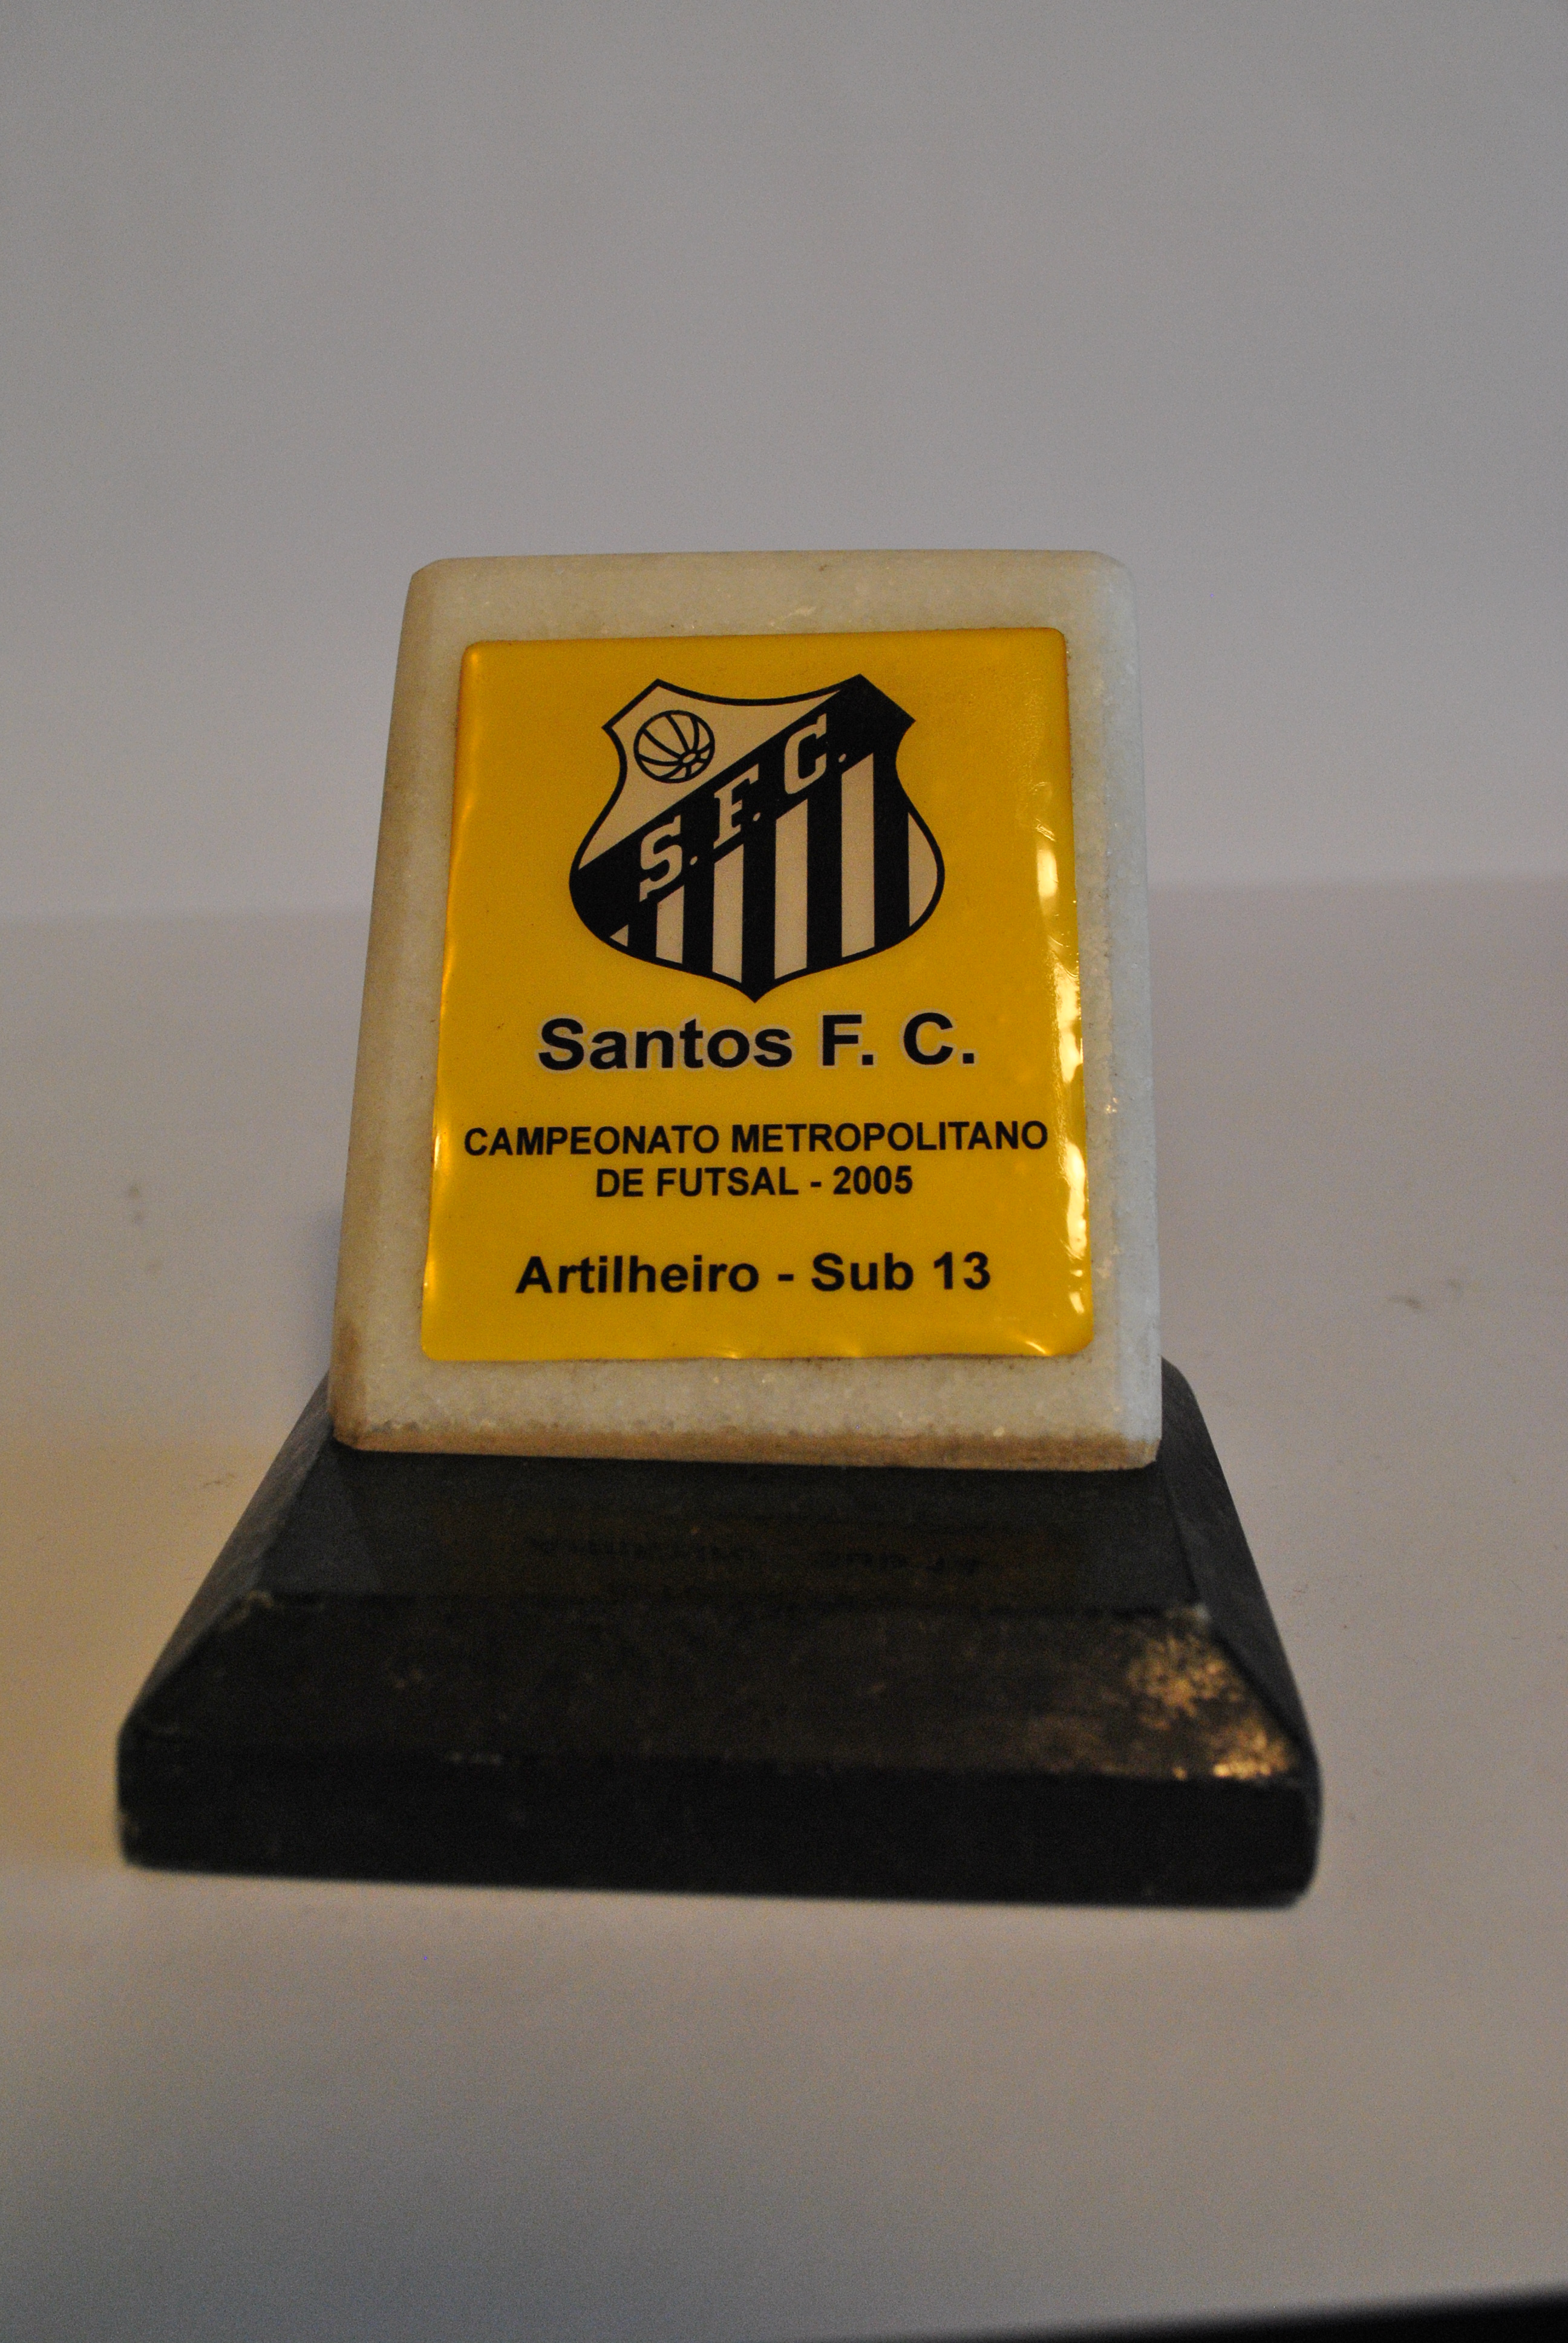 S. F. C.
Santos F. C.
CAMPEONATO METROPOLITANO
DE FUTSAL - 2005
Artilheiro - Sub 13